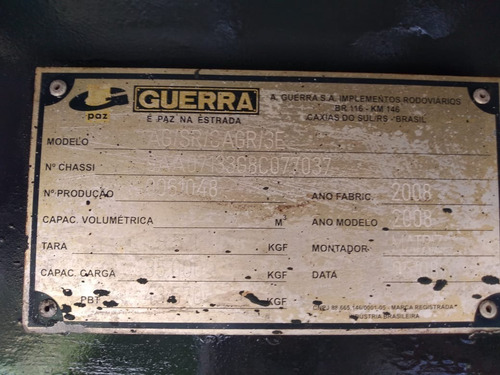 G GUERRA A. GUERRA S.A. IMPLEMENTOS RODOVIÁRIOS
paz É PAZ NA ESTRADA BR 116 - KM 146
CAXIAS DO SUL/RS - BRASIL
MODELO
Nº CHASSI
Nº PRODUÇÃO ANO FABRIC. 2008
CAPAC. VOLUMÉTRICA M ANO MODELO 2008
TARA KGF MONTADOR
CAPAC. CARGA KGF DATA
PBT KGF
MARCA REGISTRADA
INDÚSTRIA BRASILEIRA